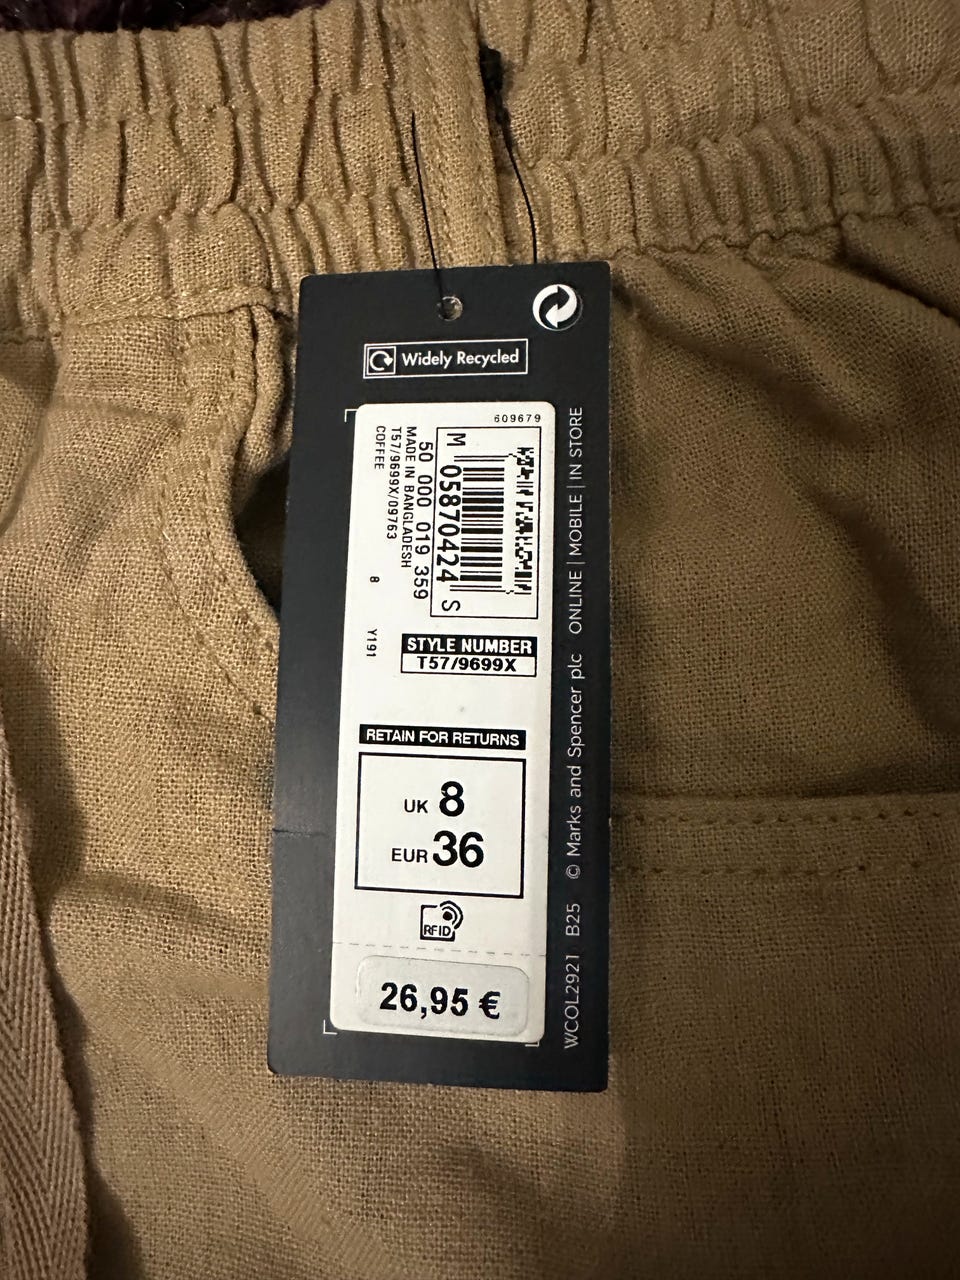 Widely Recycled
609679
M 05870424 S
50 000 019 359
MADE IN BANGLADESH
T57/9699X/09763 8 Y191
COFFEE
STYLE NUMBER
T57/9699X
RETAIN FOR RETURNS
UK 8
EUR 36
RFID
26,95 €
WCOL2921 B25 © Marks and Spencer plc ONLINE | MOBILE | IN STORE